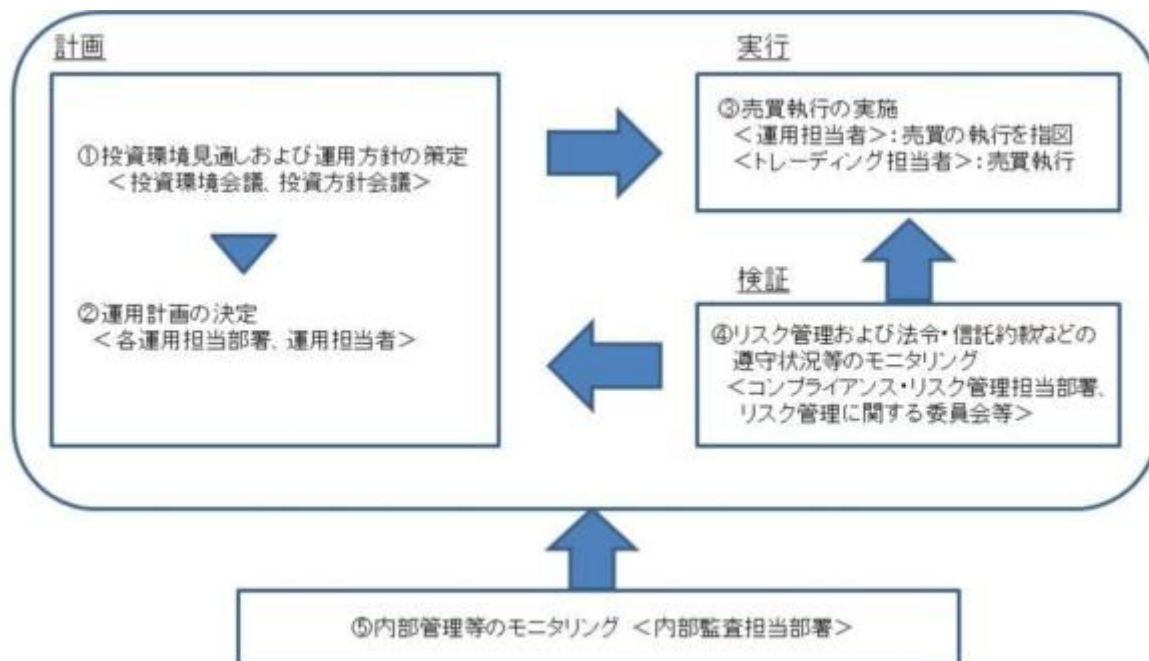 計画
①投資環境見通しおよび運用方針の策定
＜投資環境会議、投資方針会議＞
②運用計画の決定
＜各運用担当部署、運用担当者＞
実行
③売買執行の実施
＜運用担当者＞：売買の執行を指図
＜トレーディング担当者＞：売買執行
検証
④リスク管理および法令・信託約款などの
遵守状況等のモニタリング
＜コンプライアンス・リスク管理担当部署、
リスク管理に関する委員会等＞
⑤内部管理等のモニタリング ＜内部監査担当部署＞